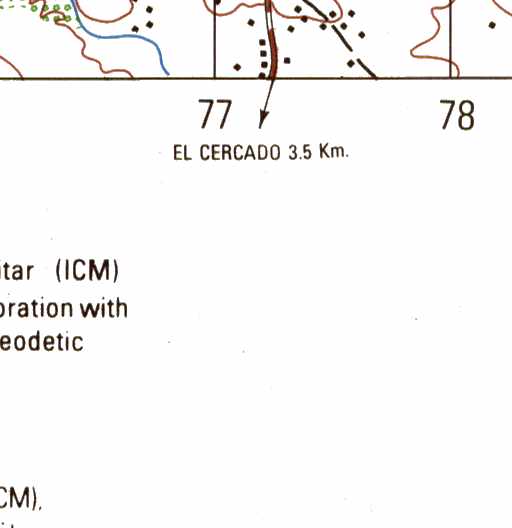 77 78
EL CERCADO 3.5 Km.
itar (ICM)
oration with
eodetic
CM),